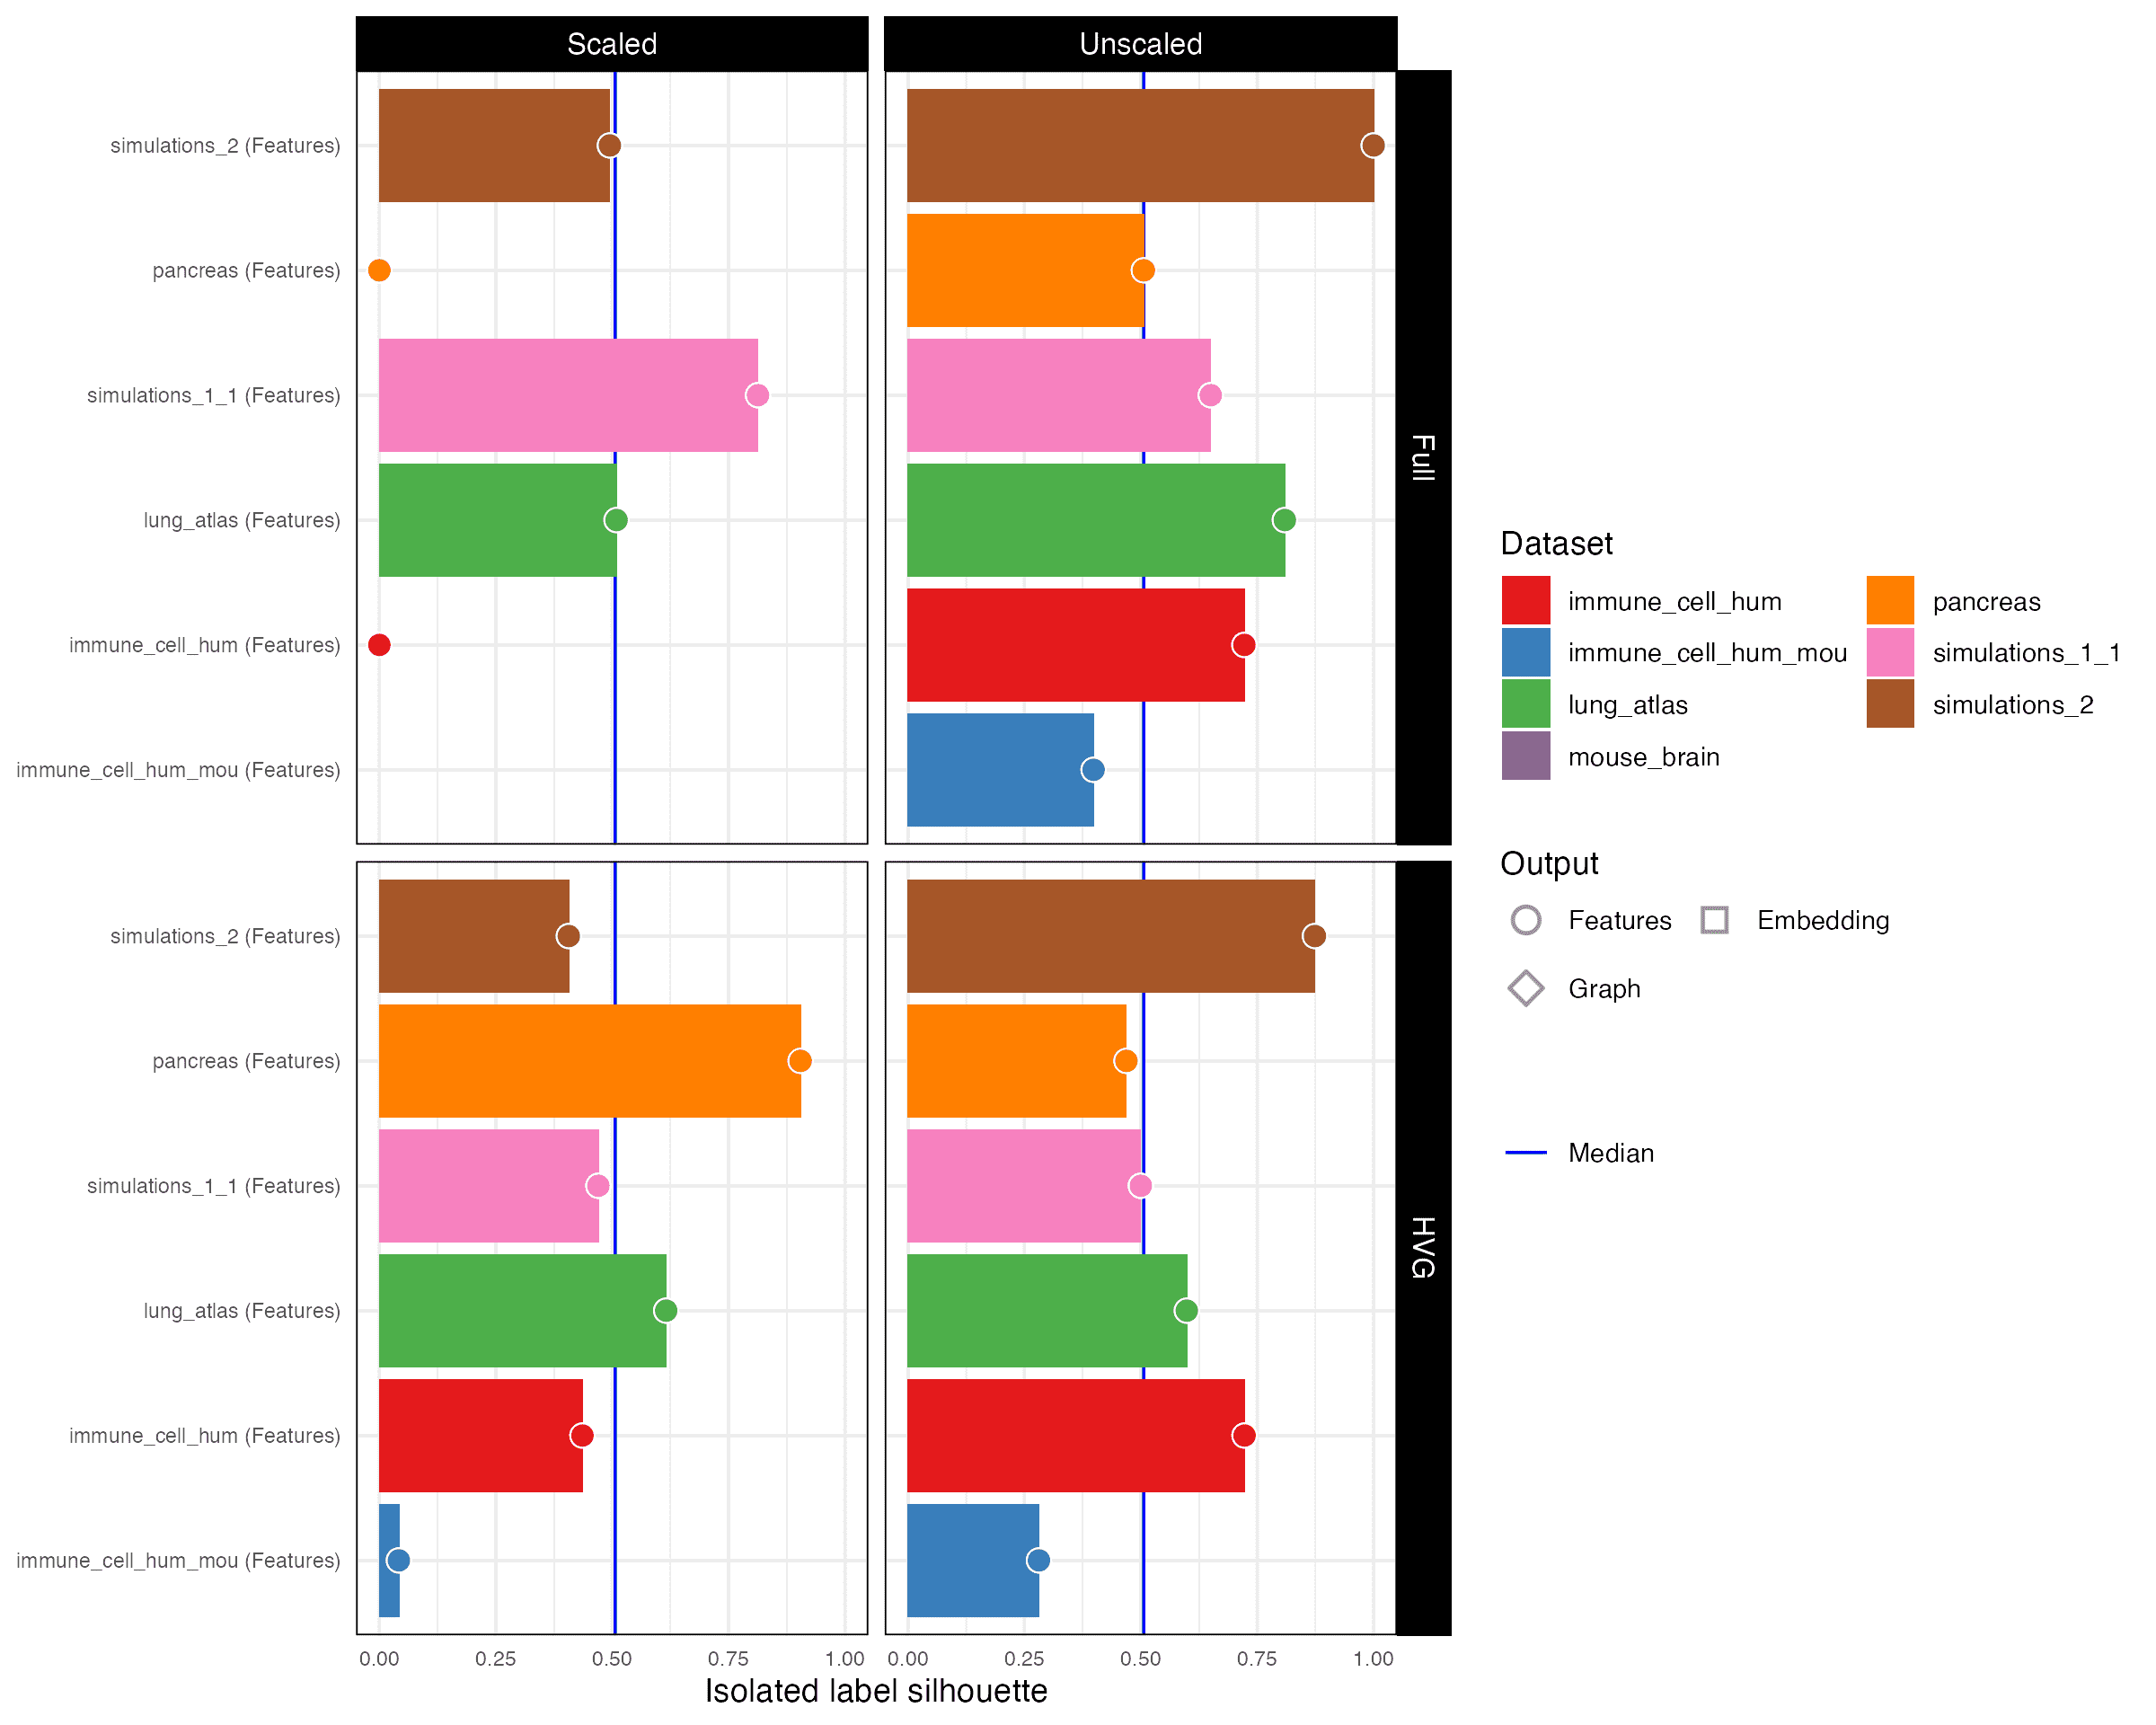 Scaled
Unscaled
simulations_2 (Features)
pancreas (Features)
simulations_1_1 (Features)
lung_atlas (Features)
immune_cell_hum (Features)
immune_cell_hum_mou (Features)
Full
simulations_2 (Features)
pancreas (Features)
simulations_1_1 (Features)
lung_atlas (Features)
immune_cell_hum (Features)
immune_cell_hum_mou (Features)
HVG
0.00 0.25 0.50 0.75 1.00 0.00 0.25 0.50 0.75 1.00
Isolated label silhouette
Dataset
immune_cell_hum pancreas
immune_cell_hum_mou simulations_1_1
lung_atlas simulations_2
mouse_brain
Output
Features Embedding
Graph
Median